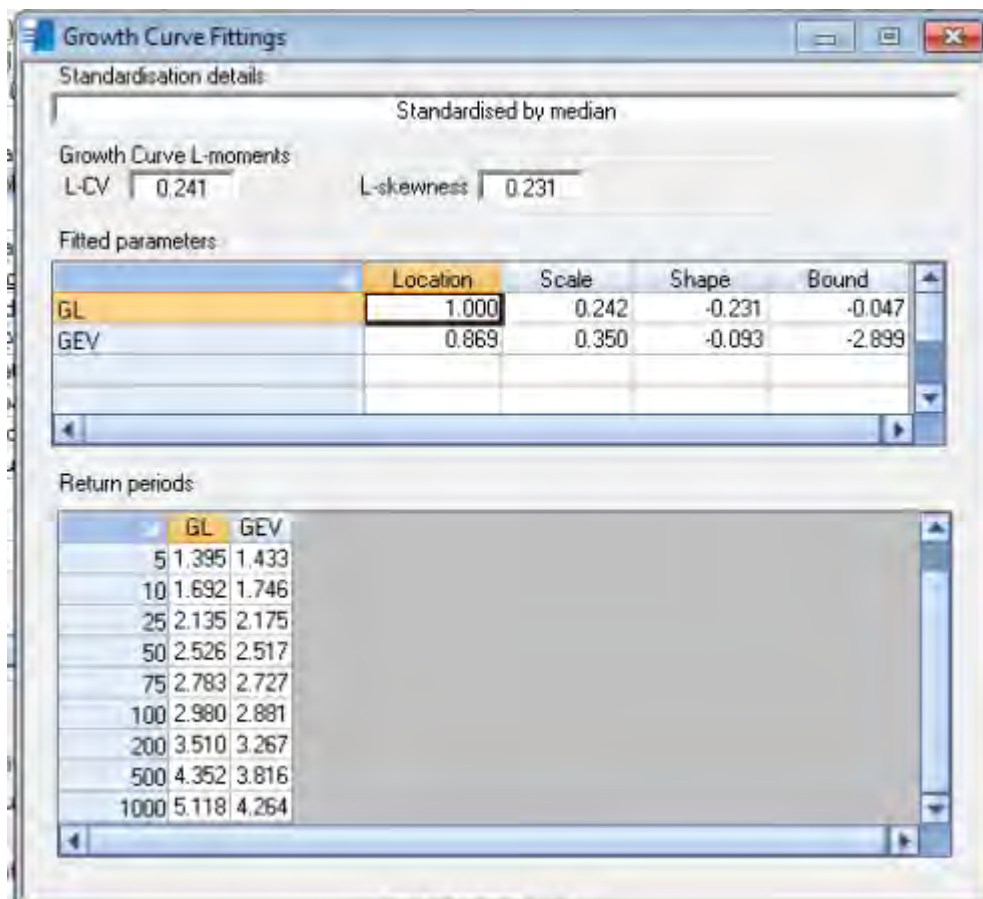 Growth Curve Fittings
Standardisation details
Standardised by median
Growth Curve L-moments
L-CV 0.241 L-skewness 0.231
Fitted parameters
Location Scale Shape Bound
GL 1.000 0.242 -0.231 -0.047
GEV 0.869 0.350 -0.093 -2.899
Return periods
GL GEV
5 1.395 1.433
10 1.692 1.746
25 2.135 2.175
50 2.526 2.517
75 2.783 2.727
100 2.980 2.881
200 3.510 3.267
500 4.352 3.816
1000 5.118 4.264